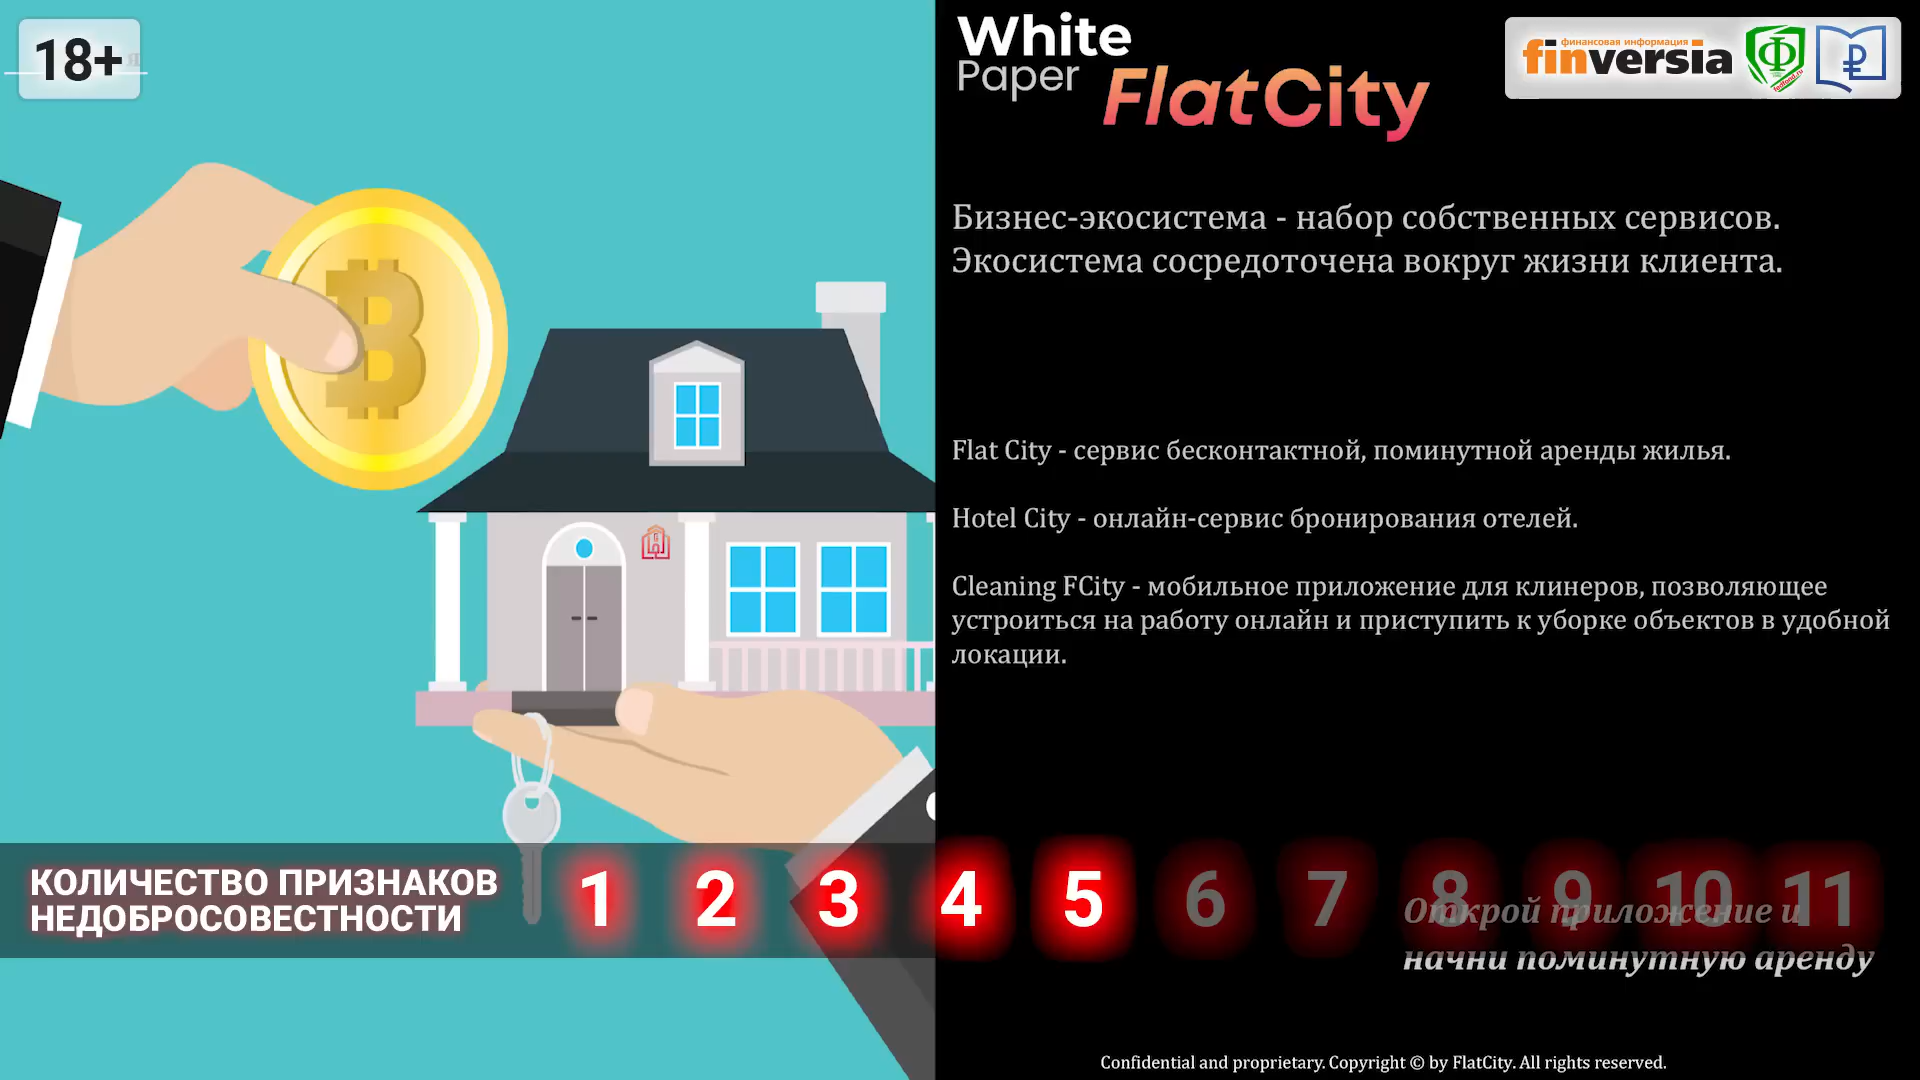 18+
White
Paper
FlatCity
финансовая информация
finversia
Бизнес-экосистема - набор собственных сервисов.
Экосистема сосредоточена вокруг жизни клиента.
Flat City - сервис бесконтактной, поминутной аренды жилья.
Hotel City - онлайн-сервис бронирования отелей.
Cleaning FCity - мобильное приложение для клинеров, позволяющее
устроиться на работу онлайн и приступить к уборке объектов в удобной
локации.
КОЛИЧЕСТВО ПРИЗНАКОВ
НЕДОБРОСОВЕСТНОСТИ
1 2 3 4 5 6 7 8 9 10 11
Открой приложение и
начни поминутную аренду
Confidential and proprietary. Copyright © by FlatCity. All rights reserved.